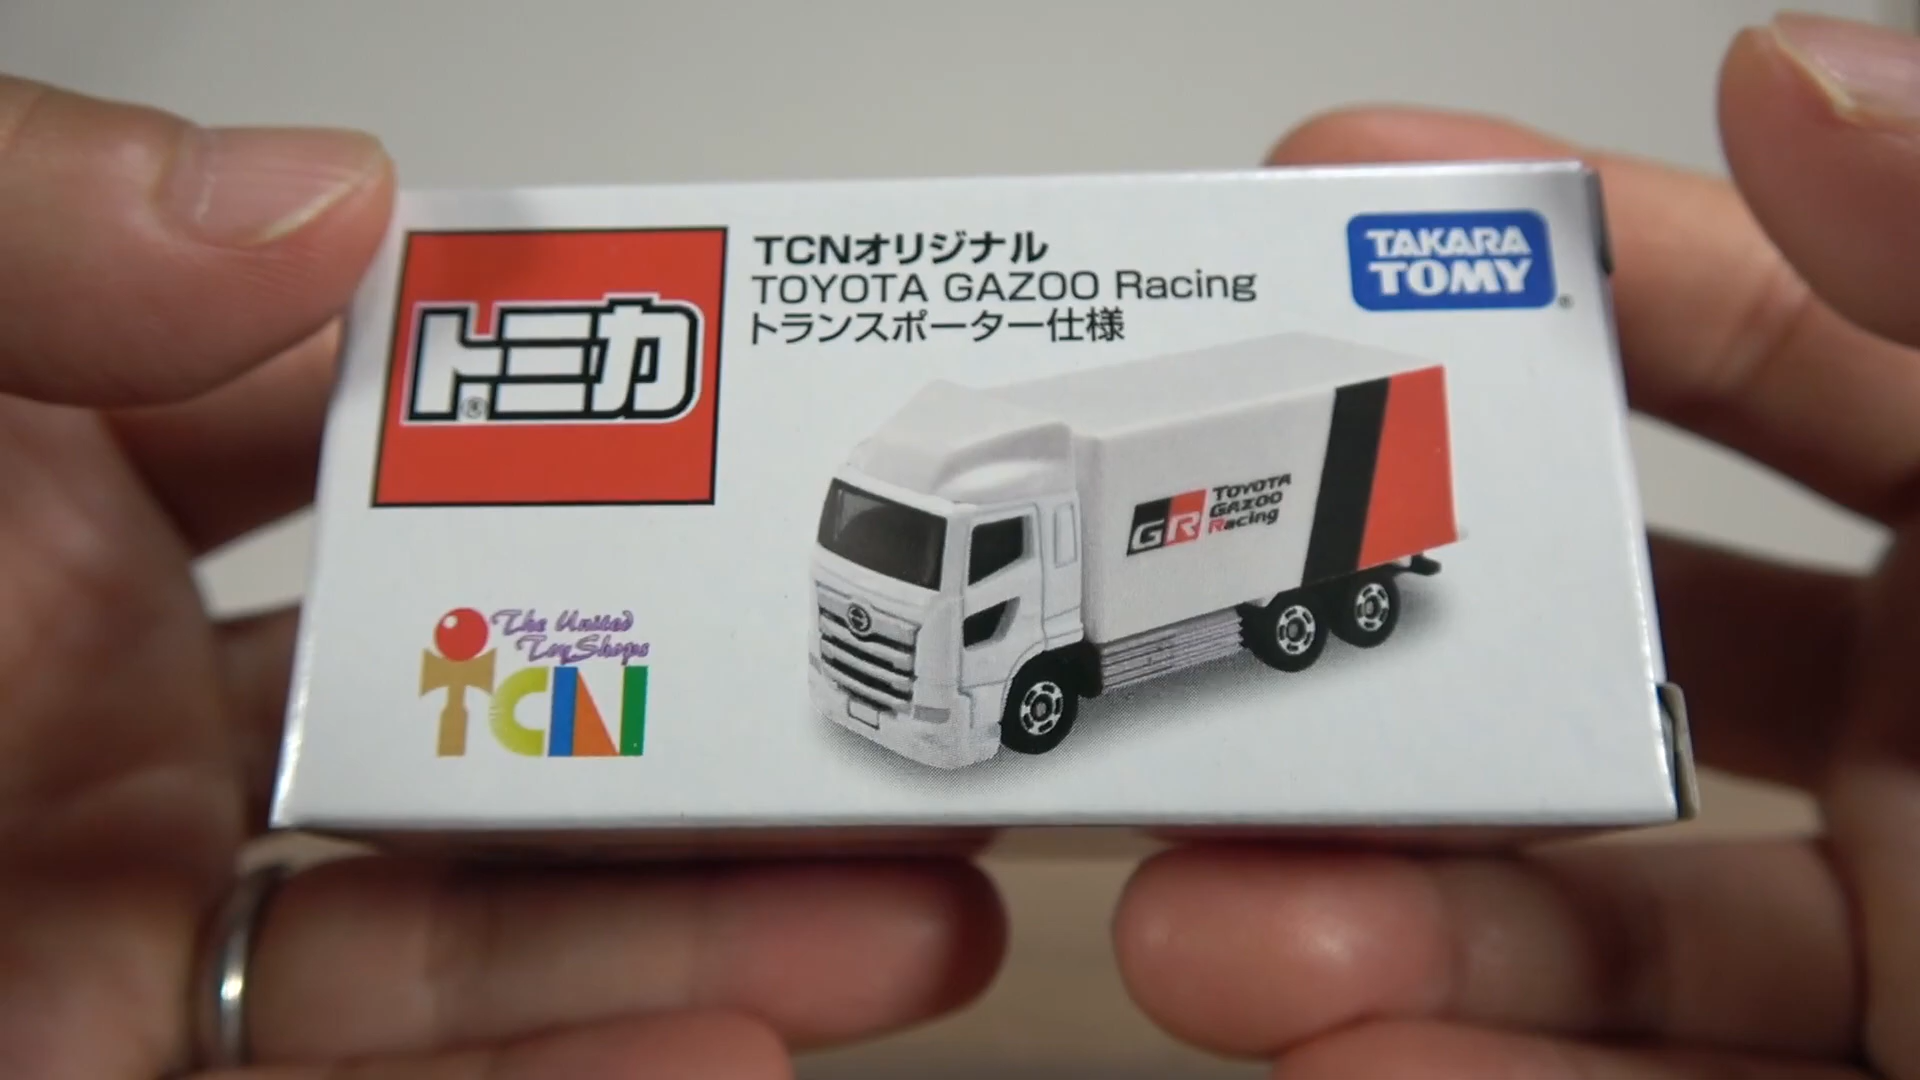 トミカ
TCNオリジナル
TOYOTA GAZOO Racing
トランスポーター仕様
TAKARA
TOMY
GR
TOYOTA
GAZOO
Racing
The United
Toy Shops
TCN